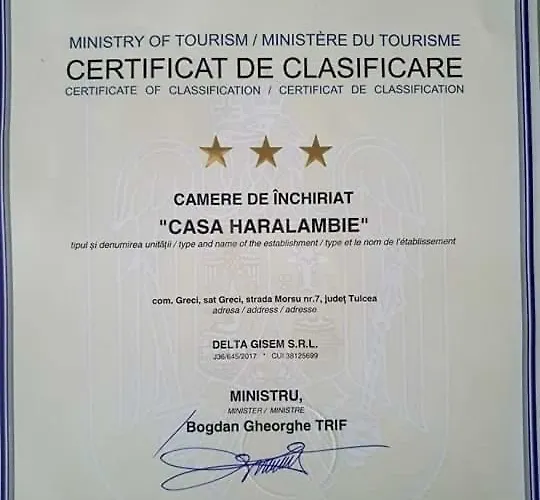 MINISTRY OF TOURISM / MINISTÈRE DU TOURISME
CERTIFICAT DE CLASIFICARE
CERTIFICATE OF CLASSIFICATION / CERTIFICAT DE CLASSIFICATION
CAMERE DE ÎNCHIRIAT
"CASA HARALAMBIE"
tipul și denumirea unității / type and name of the establishment / type et le nom de l'établissement
com. Greci, sat Greci, strada Morsu nr.7, județ Tulcea
adresa / address / adresse
DELTA GISEM S.R.L.
J36/645/2017 * CUI 38125699
MINISTRU,
MINISTER / MINISTRE
Bogdan Gheorghe TRIF